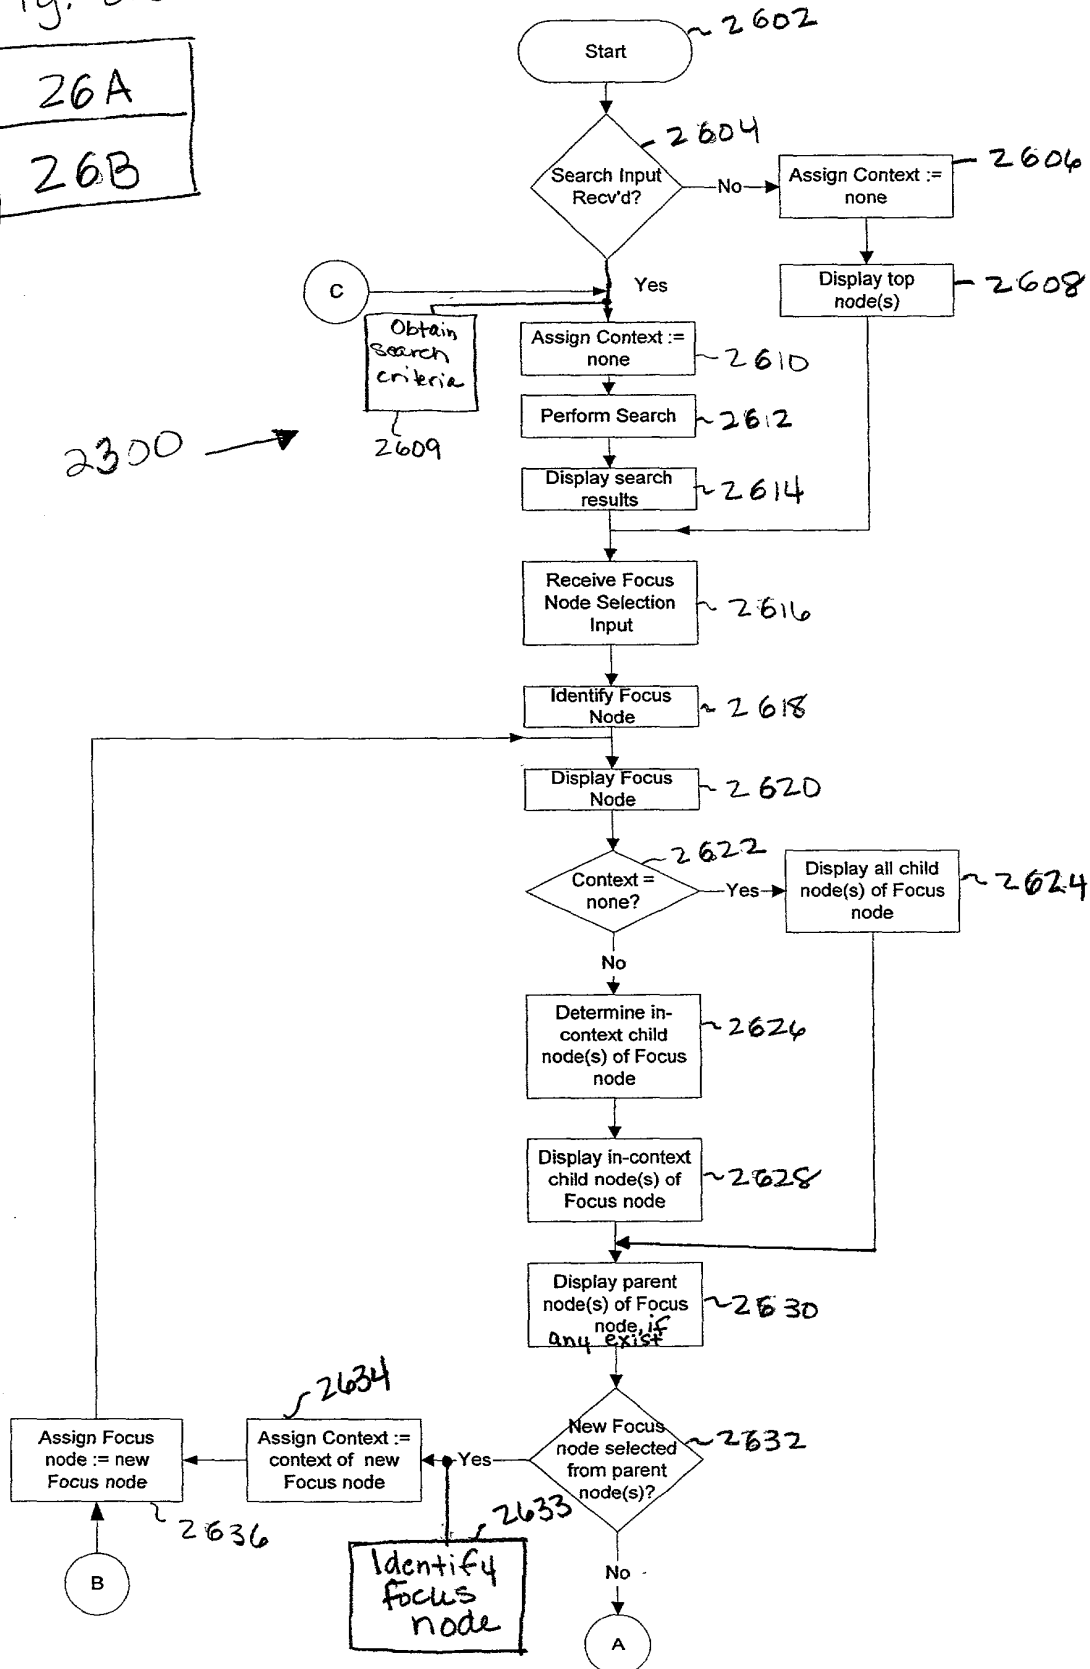 26A
26B
Start
2602
2604
Search Input
Recv'd?
No
Assign Context :=
none
2606
Display top
node(s)
2608
C
Yes
Obtain
search
criteria
2609
Assign Context :=
none
2610
Perform Search
2612
2300
Display search
results
2614
Receive Focus
Node Selection
Input
2616
Identify Focus
Node
2618
Display Focus
Node
2620
2622
Context =
none?
Yes
Display all child
node(s) of Focus
node
2624
No
Determine in-
context child
node(s) of Focus
node
2626
Display in-context
child node(s) of
Focus node
2628
Display parent
node(s) of Focus
node, if
any exist
2630
New Focus
node selected
from parent
node(s)?
2632
Yes
2633
Identify
focus
node
2634
Assign Context :=
context of new
Focus node
Assign Focus
node := new
Focus node
2636
B
No
A